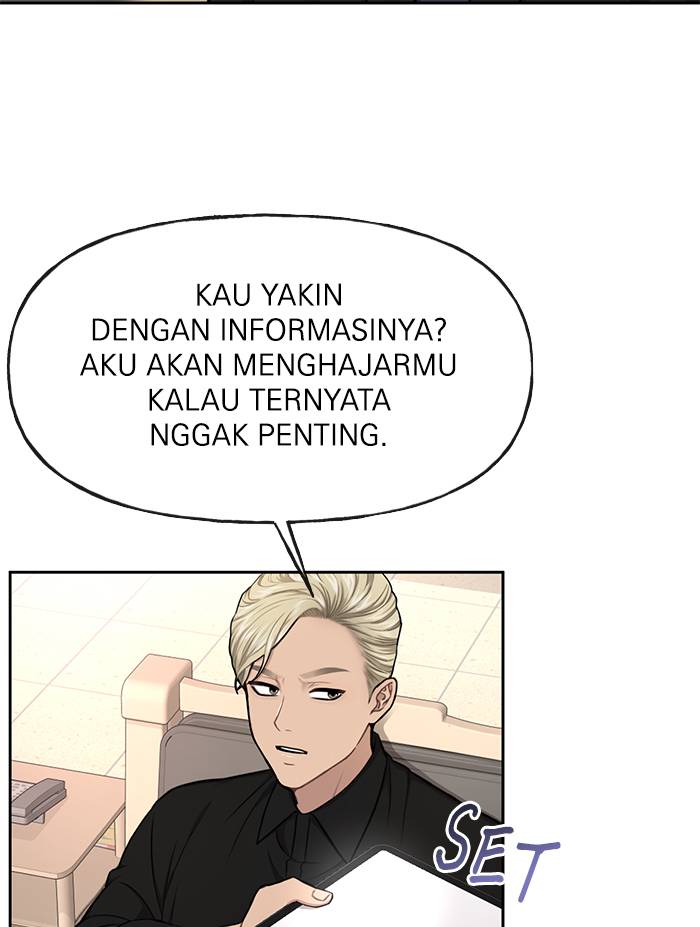 KAU YAKIN
DENGAN INFORMASINYA?
AKU AKAN MENGHAJARMU
KALAU TERNYATA
NGGAK PENTING.
SET